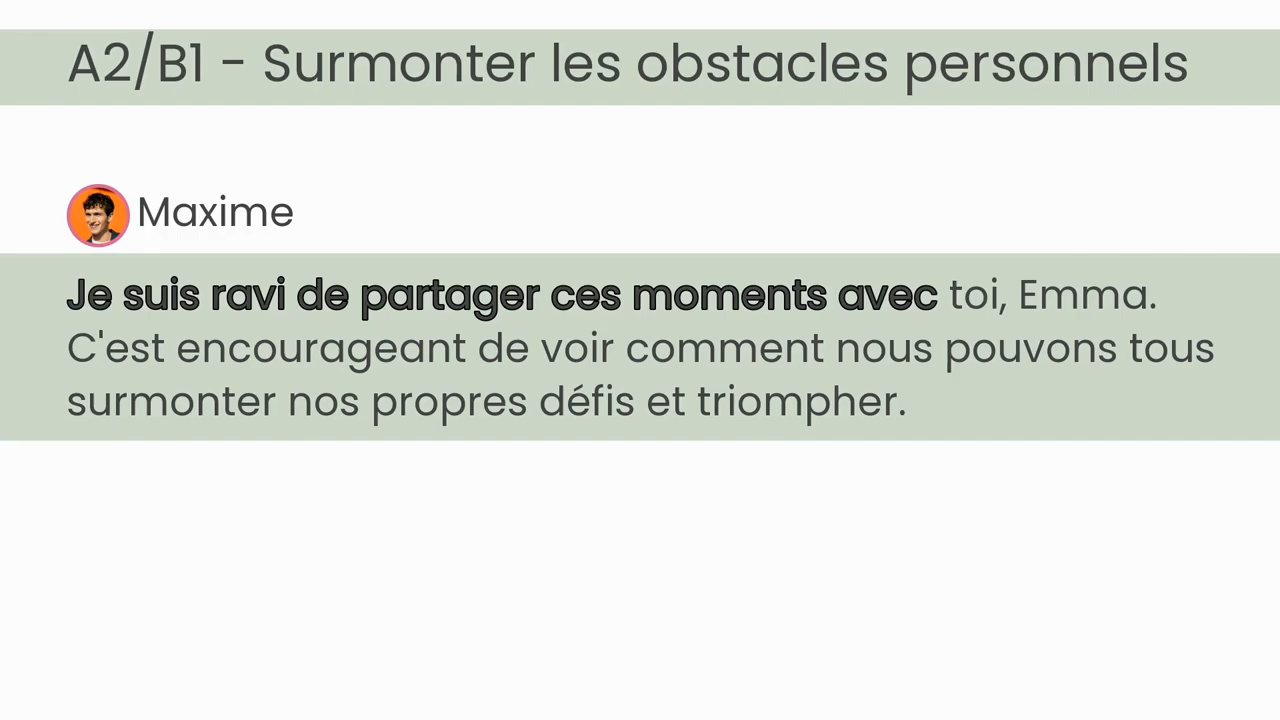 A2/B1 - Surmonter les obstacles personnels
Maxime
Je suis ravi de partager ces moments avec toi, Emma.
C'est encourageant de voir comment nous pouvons tous
surmonter nos propres défis et triompher.